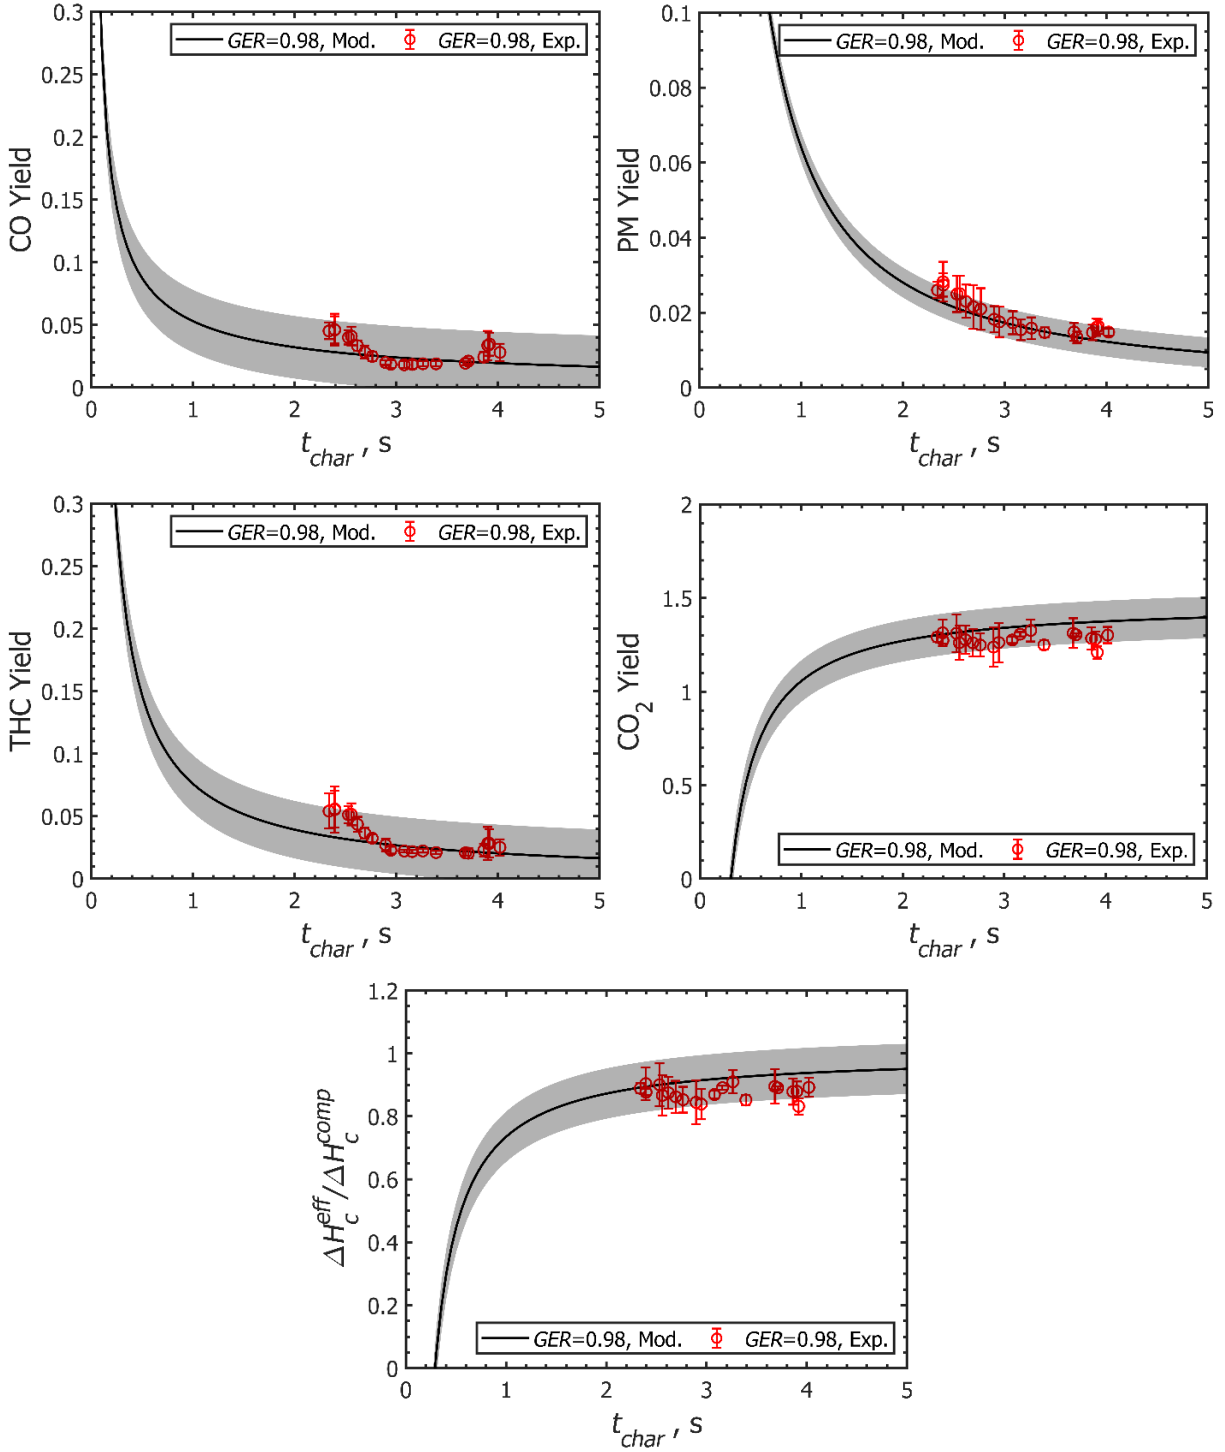 GER=0.98, Mod. GER=0.98, Exp.
0.3
0.25
0.2
0.15
0.1
0.05
0
CO Yield
0 1 2 3 4 5
t_char, s
GER=0.98, Mod. GER=0.98, Exp.
0.1
0.08
0.06
0.04
0.02
0
PM Yield
0 1 2 3 4 5
t_char, s
GER=0.98, Mod. GER=0.98, Exp.
0.3
0.25
0.2
0.15
0.1
0.05
0
THC Yield
0 1 2 3 4 5
t_char, s
2
1.5
1
0.5
0
CO₂ Yield
GER=0.98, Mod. GER=0.98, Exp.
0 1 2 3 4 5
t_char, s
1.2
1
0.8
0.6
0.4
0.2
0
ΔH_c^eff/ΔH_c^comp
GER=0.98, Mod. GER=0.98, Exp.
0 1 2 3 4 5
t_char, s